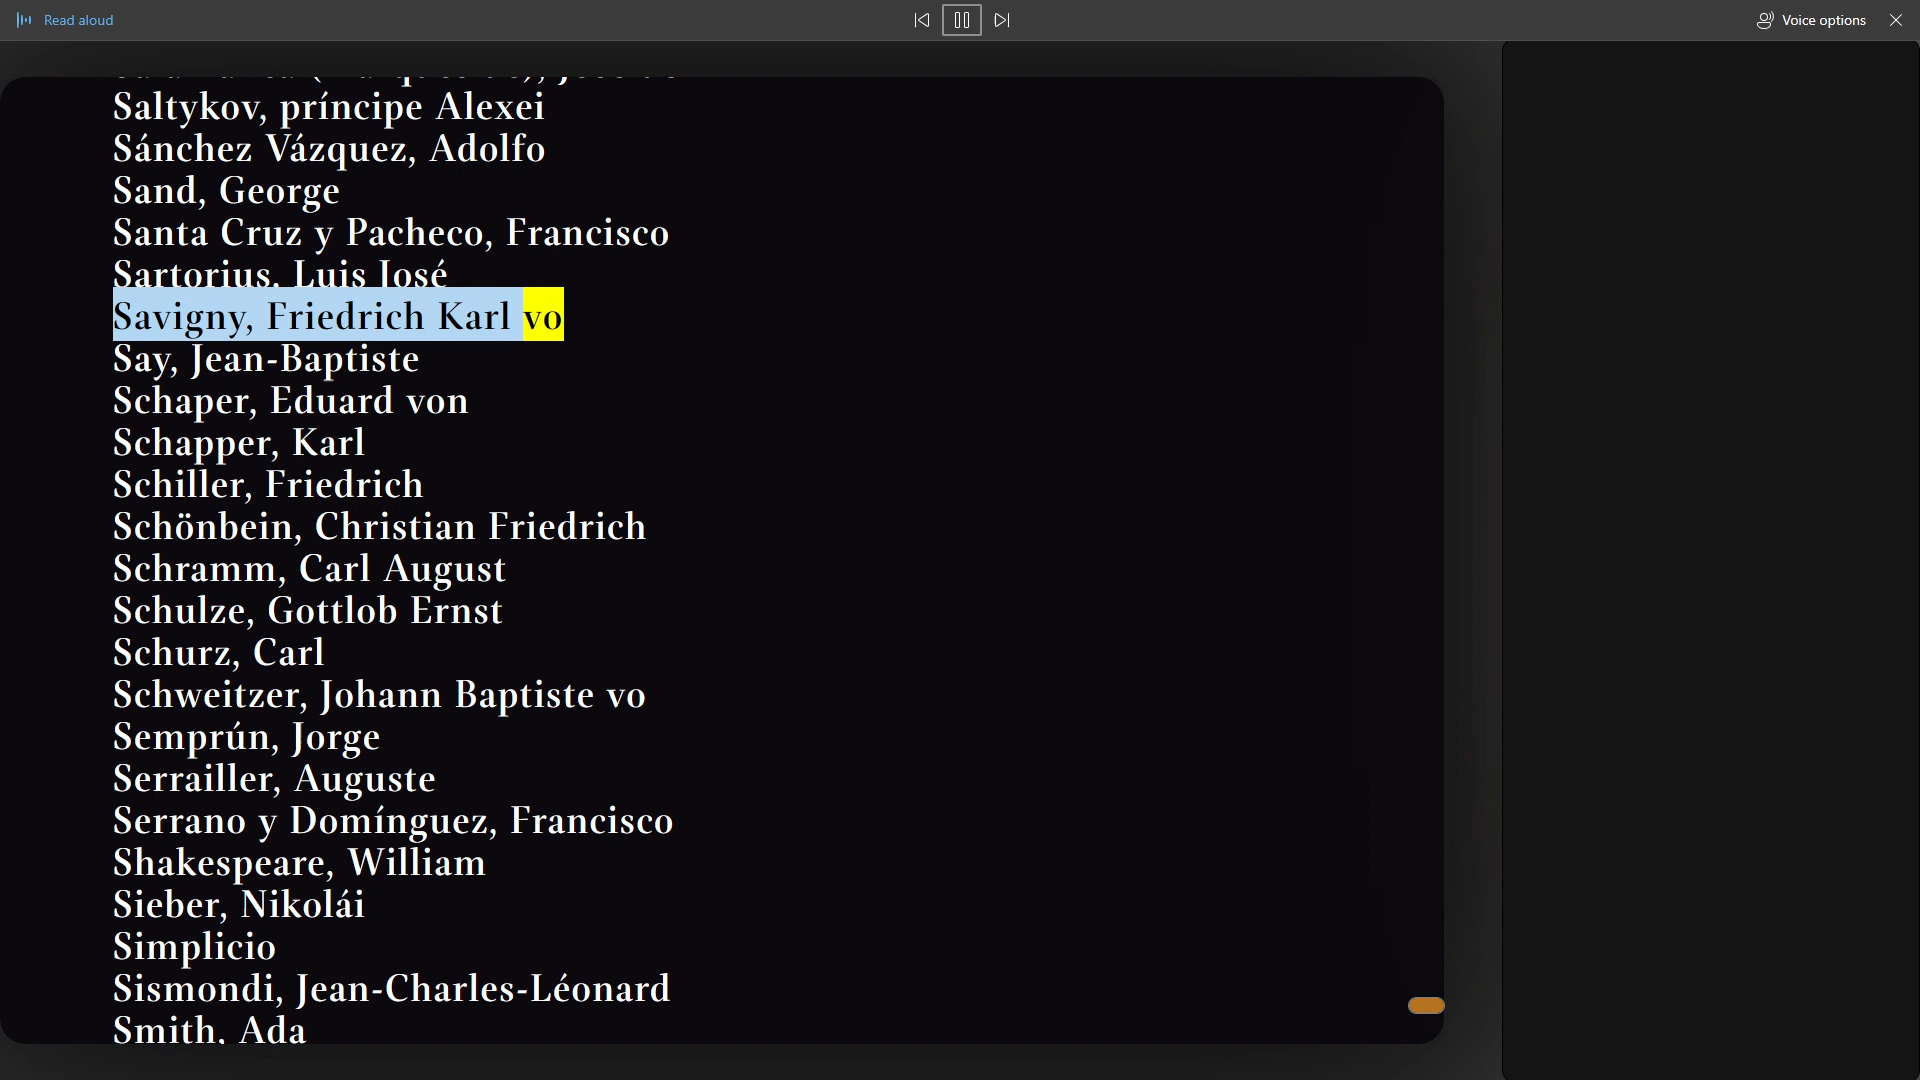 Read aloud
Voice options
Saltykov, príncipe Alexei
Sánchez Vázquez, Adolfo
Sand, George
Santa Cruz y Pacheco, Francisco
Sartorius, Luis José
Savigny, Friedrich Karl vo
Say, Jean-Baptiste
Schaper, Eduard von
Schapper, Karl
Schiller, Friedrich
Schönbein, Christian Friedrich
Schramm, Carl August
Schulze, Gottlob Ernst
Schurz, Carl
Schweitzer, Johann Baptiste vo
Semprún, Jorge
Serrailler, Auguste
Serrano y Domínguez, Francisco
Shakespeare, William
Sieber, Nikolái
Simplicio
Sismondi, Jean-Charles-Léonard
Smith, Ada